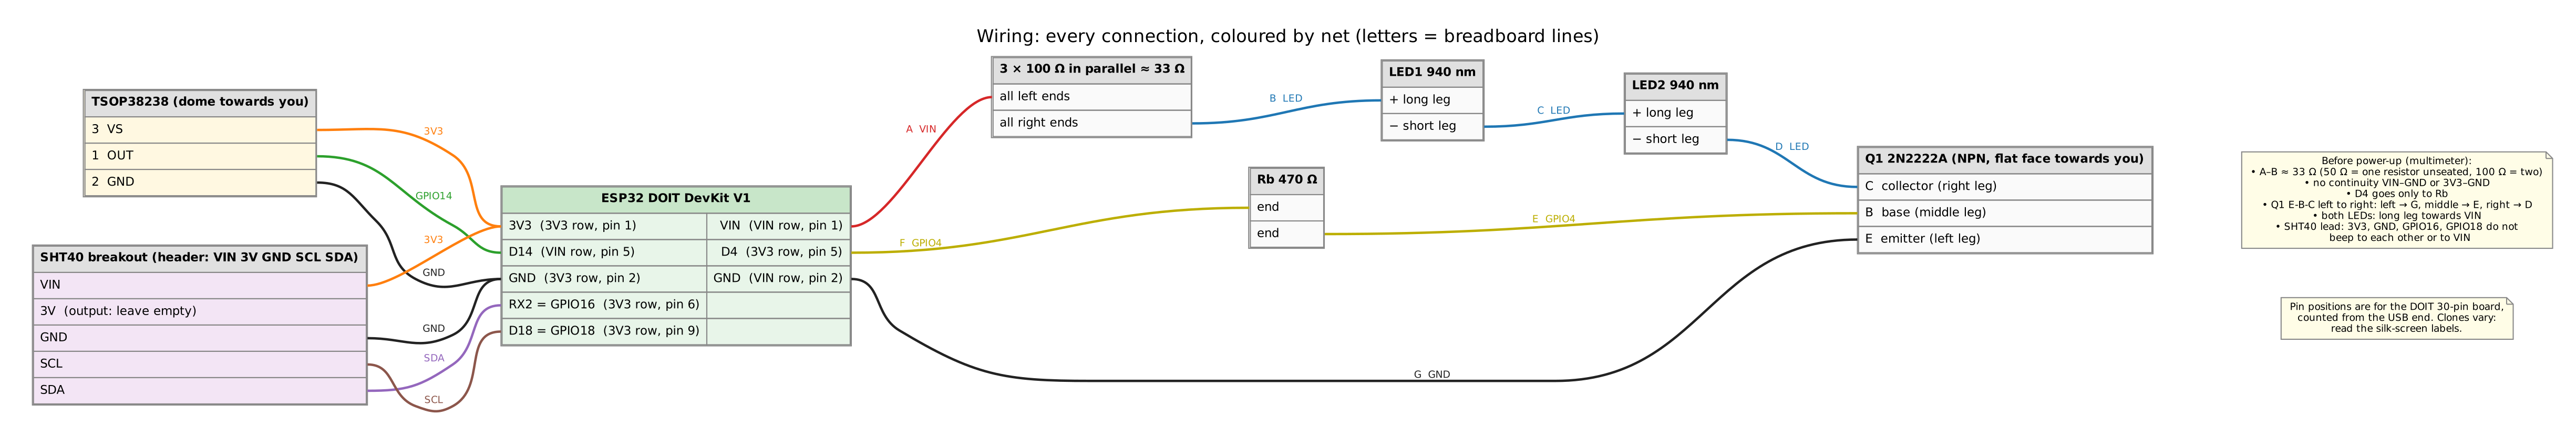 Wiring: every connection, coloured by net (letters = breadboard lines)
TSOP38238 (dome towards you)
3 VS
1 OUT
2 GND
3V3
GPIO14
3V3
GND
GND
SDA
SCL
SHT40 breakout (header: VIN 3V GND SCL SDA)
VIN
3V (output: leave empty)
GND
SCL
SDA
ESP32 DOIT DevKit V1
3V3 (3V3 row, pin 1)
VIN (VIN row, pin 1)
D14 (VIN row, pin 5)
D4 (3V3 row, pin 5)
GND (3V3 row, pin 2)
GND (VIN row, pin 2)
RX2 = GPIO16 (3V3 row, pin 6)
D18 = GPIO18 (3V3 row, pin 9)
A VIN
F GPIO4
3 × 100 Ω in parallel ≈ 33 Ω
all left ends
all right ends
B LED
LED1 940 nm
+ long leg
− short leg
C LED
LED2 940 nm
+ long leg
− short leg
D LED
Rb 470 Ω
end
end
E GPIO4
G GND
Q1 2N2222A (NPN, flat face towards you)
C collector (right leg)
B base (middle leg)
E emitter (left leg)
Before power-up (multimeter):
• A–B ≈ 33 Ω (50 Ω = one resistor unseated, 100 Ω = two)
• no continuity VIN–GND or 3V3–GND
• D4 goes only to Rb
• Q1 E-B-C left to right: left → G, middle → E, right → D
• both LEDs: long leg towards VIN
• SHT40 lead: 3V3, GND, GPIO16, GPIO18 do not
beep to each other or to VIN
Pin positions are for the DOIT 30-pin board,
counted from the USB end. Clones vary:
read the silk-screen labels.